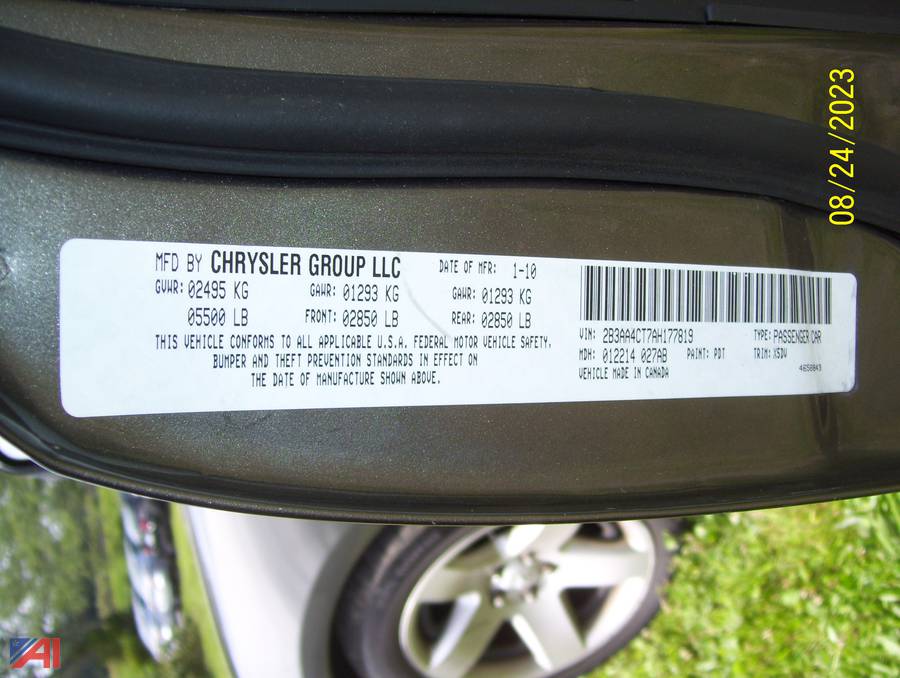 MFD BY CHRYSLER GROUP LLC DATE OF MFR: 1-10
GVWR: 02495 KG GAWR: 01293 KG GAWR: 01293 KG
05500 LB FRONT: 02850 LB REAR: 02850 LB
THIS VEHICLE CONFORMS TO ALL APPLICABLE U.S.A. FEDERAL MOTOR VEHICLE SAFETY,
BUMPER AND THEFT PREVENTION STANDARDS IN EFFECT ON
THE DATE OF MANUFACTURE SHOWN ABOVE.
VIN: 2B3AA4CT7AH177819 TYPE: PASSENGER CAR
MDH: 012214 027AB PAINT: PDT TRIM: X5DV
VEHICLE MADE IN CANADA
08/24/2023
AI